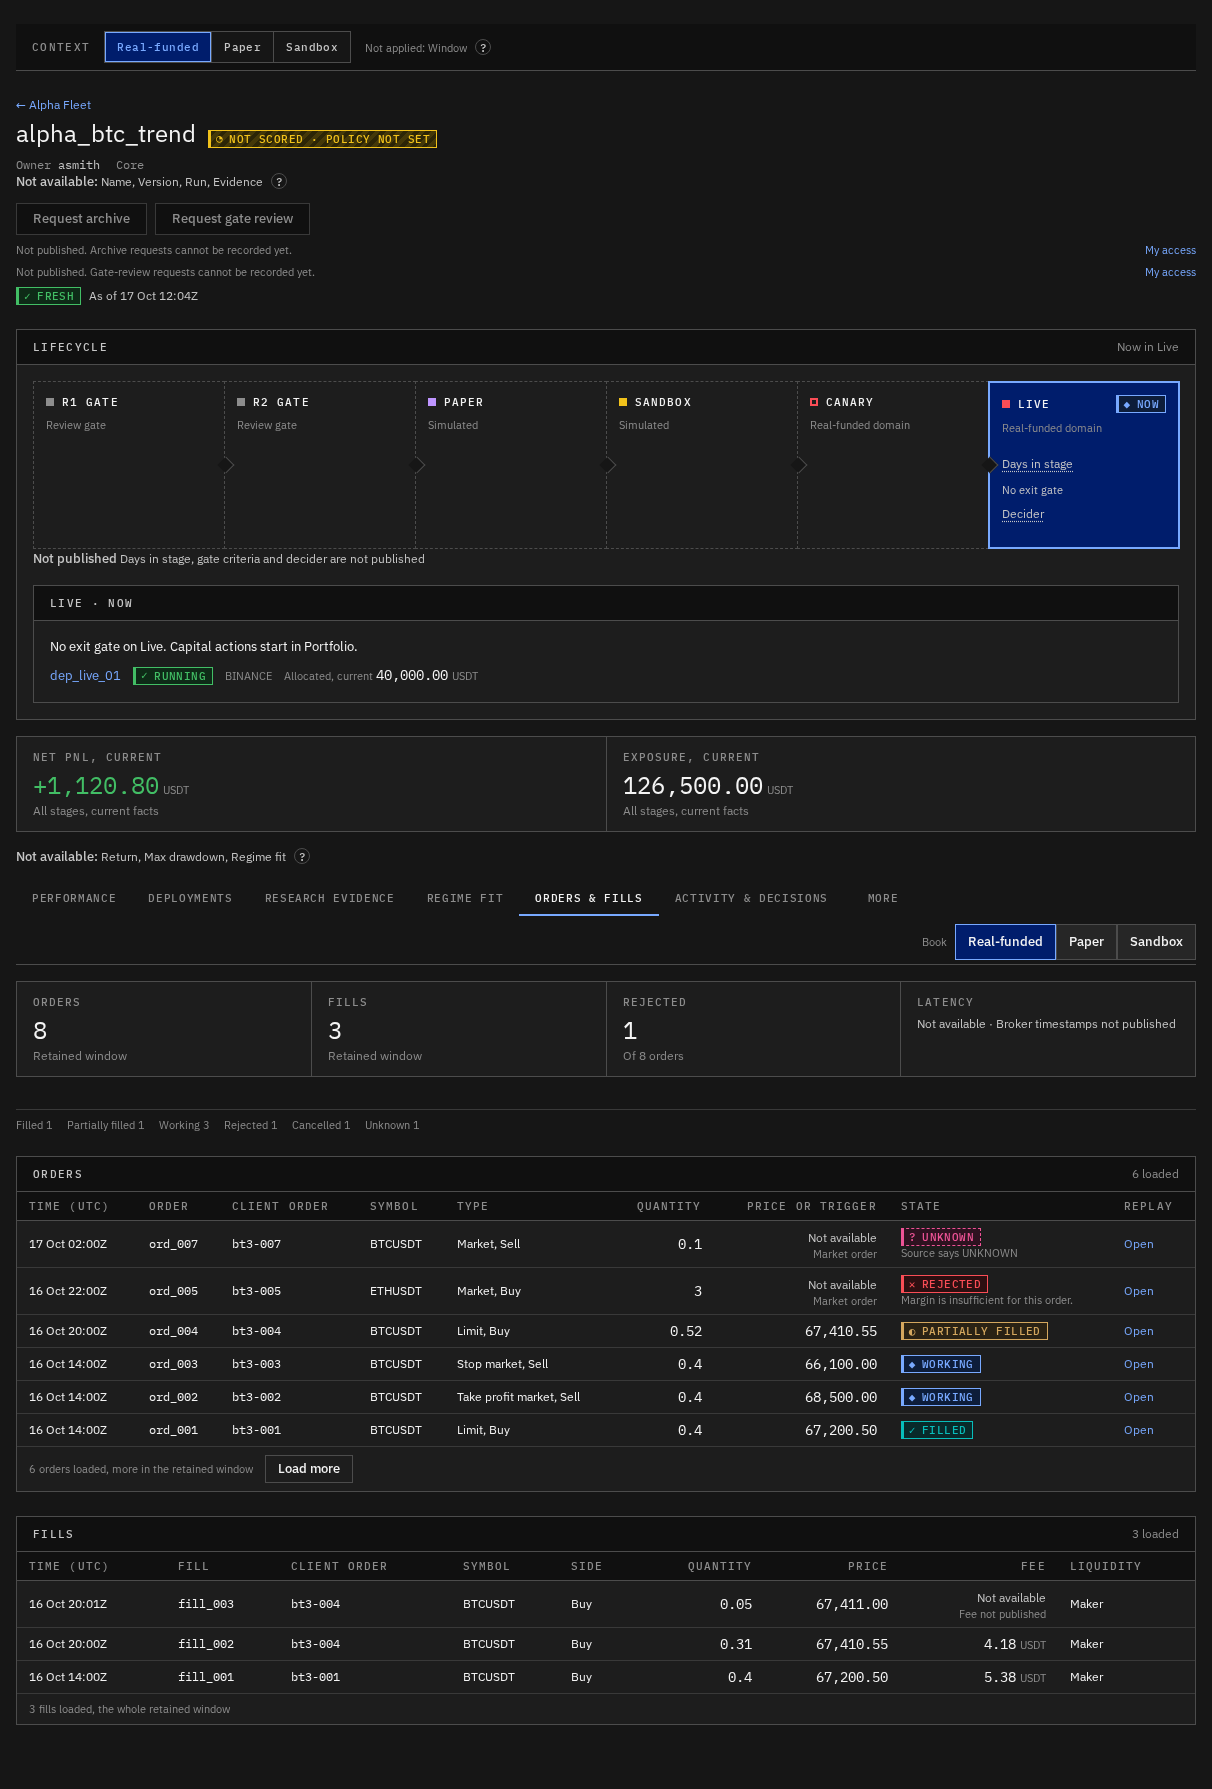 CONTEXT Real-funded Paper Sandbox Not applied: Window ?
← Alpha Fleet
alpha_btc_trend ◔ NOT SCORED · POLICY NOT SET
Owner asmith Core
Not available: Name, Version, Run, Evidence ?
Request archive Request gate review
Not published. Archive requests cannot be recorded yet. My access
Not published. Gate-review requests cannot be recorded yet. My access
✓ FRESH As of 17 Oct 12:04Z
LIFECYCLE Now in Live
R1 GATE R2 GATE PAPER SANDBOX CANARY LIVE ◆ NOW
Review gate Review gate Simulated Simulated Real-funded domain Real-funded domain
Days in stage
No exit gate
Decider
Not published Days in stage, gate criteria and decider are not published
LIVE · NOW
No exit gate on Live. Capital actions start in Portfolio.
dep_live_01 ✓ RUNNING BINANCE Allocated, current 40,000.00 USDT
NET PNL, CURRENT EXPOSURE, CURRENT
+1,120.80 USDT 126,500.00 USDT
All stages, current facts All stages, current facts
Not available: Return, Max drawdown, Regime fit ?
PERFORMANCE DEPLOYMENTS RESEARCH EVIDENCE REGIME FIT ORDERS & FILLS ACTIVITY & DECISIONS MORE
Book Real-funded Paper Sandbox
ORDERS FILLS REJECTED LATENCY
8 3 1 Not available · Broker timestamps not published
Retained window Retained window Of 8 orders
Filled 1 Partially filled 1 Working 3 Rejected 1 Cancelled 1 Unknown 1
ORDERS 6 loaded
TIME (UTC) ORDER CLIENT ORDER SYMBOL TYPE QUANTITY PRICE OR TRIGGER STATE REPLAY
17 Oct 02:00Z ord_007 bt3-007 BTCUSDT Market, Sell 0.1 Not available ? UNKNOWN Open
Market order Source says UNKNOWN
16 Oct 22:00Z ord_005 bt3-005 ETHUSDT Market, Buy 3 Not available ✕ REJECTED Open
Market order Margin is insufficient for this order.
16 Oct 20:00Z ord_004 bt3-004 BTCUSDT Limit, Buy 0.52 67,410.55 ◐ PARTIALLY FILLED Open
16 Oct 14:00Z ord_003 bt3-003 BTCUSDT Stop market, Sell 0.4 66,100.00 ◆ WORKING Open
16 Oct 14:00Z ord_002 bt3-002 BTCUSDT Take profit market, Sell 0.4 68,500.00 ◆ WORKING Open
16 Oct 14:00Z ord_001 bt3-001 BTCUSDT Limit, Buy 0.4 67,200.50 ✓ FILLED Open
6 orders loaded, more in the retained window Load more
FILLS 3 loaded
TIME (UTC) FILL CLIENT ORDER SYMBOL SIDE QUANTITY PRICE FEE LIQUIDITY
16 Oct 20:01Z fill_003 bt3-004 BTCUSDT Buy 0.05 67,411.00 Not available Maker
Fee not published
16 Oct 20:00Z fill_002 bt3-004 BTCUSDT Buy 0.31 67,410.55 4.18 USDT Maker
16 Oct 14:00Z fill_001 bt3-001 BTCUSDT Buy 0.4 67,200.50 5.38 USDT Maker
3 fills loaded, the whole retained window